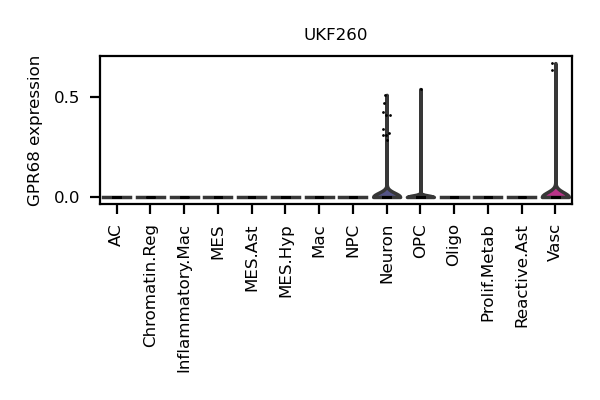 UKF260
GPR68 expression
0.5
0.0
AC
Chromatin.Reg
Inflammatory.Mac
MES
MES.Ast
MES.Hyp
Mac
NPC
Neuron
OPC
Oligo
Prolif.Metab
Reactive.Ast
Vasc